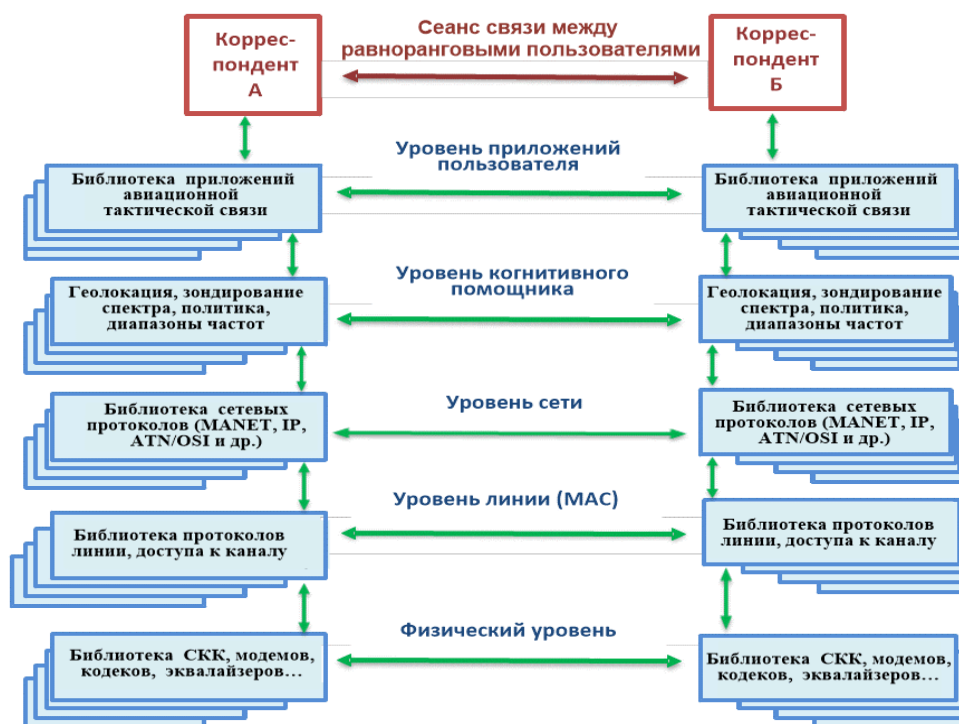 Коррес-
пондент
А
Сеанс связи между
равноранговыми пользователями
Коррес-
пондент
Б
Уровень приложений
пользователя
Библиотека приложений
авиационной
тактической связи
Библиотека приложений
авиационной
тактической связи
Уровень когнитивного
помощника
Геолокация, зондирование
спектра, политика,
диапазоны частот
Геолокация, зондирование
спектра, политика,
диапазоны частот
Уровень сети
Библиотека сетевых
протоколов (MANET, IP,
ATN/OSI и др.)
Библиотека сетевых
протоколов (MANET, IP,
ATN/OSI и др.)
Уровень линии (МАС)
Библиотека протоколов
линии, доступа к каналу
Библиотека протоколов
линии, доступа к каналу
Физический уровень
Библиотека СКК, модемов,
кодеков, эквалайзеров...
Библиотека СКК, модемов,
кодеков, эквалайзеров...